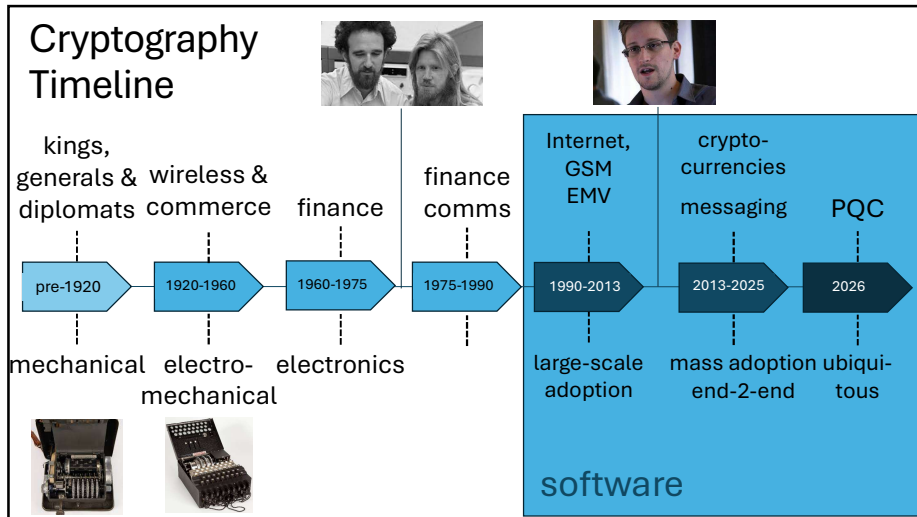 Cryptography
Timeline
kings,
generals &
diplomats
wireless &
commerce
finance
finance
comms
Internet,
GSM
EMV
crypto-
currencies
messaging
PQC
pre-1920
1920-1960
1960-1975
1975-1990
1990-2013
2013-2025
2026
mechanical
electro-
mechanical
electronics
large-scale
adoption
mass adoption
end-2-end
ubiqui-
tous
software